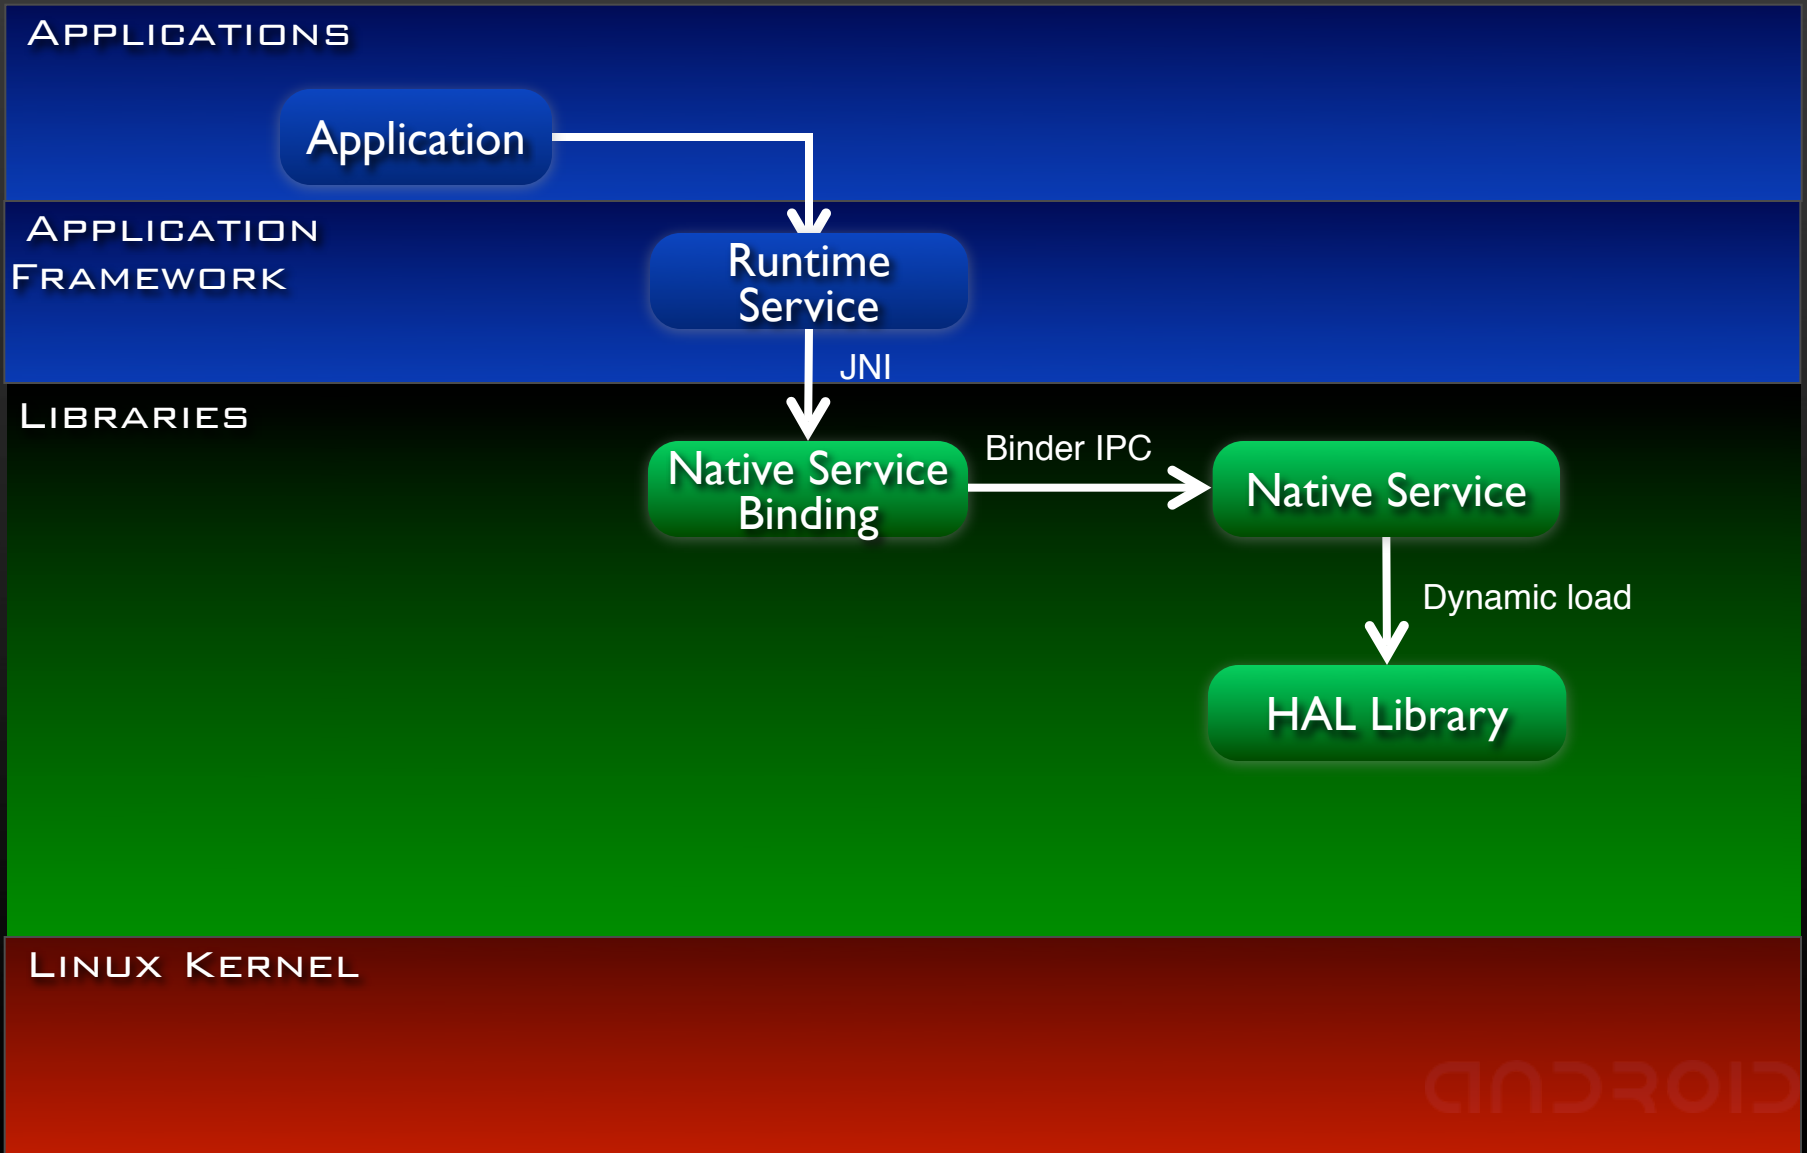 APPLICATIONS
Application
APPLICATION
FRAMEWORK
Runtime
Service
JNI
LIBRARIES
Native Service
Binding
Binder IPC
Native Service
Dynamic load
HAL Library
LINUX KERNEL
ANDROID